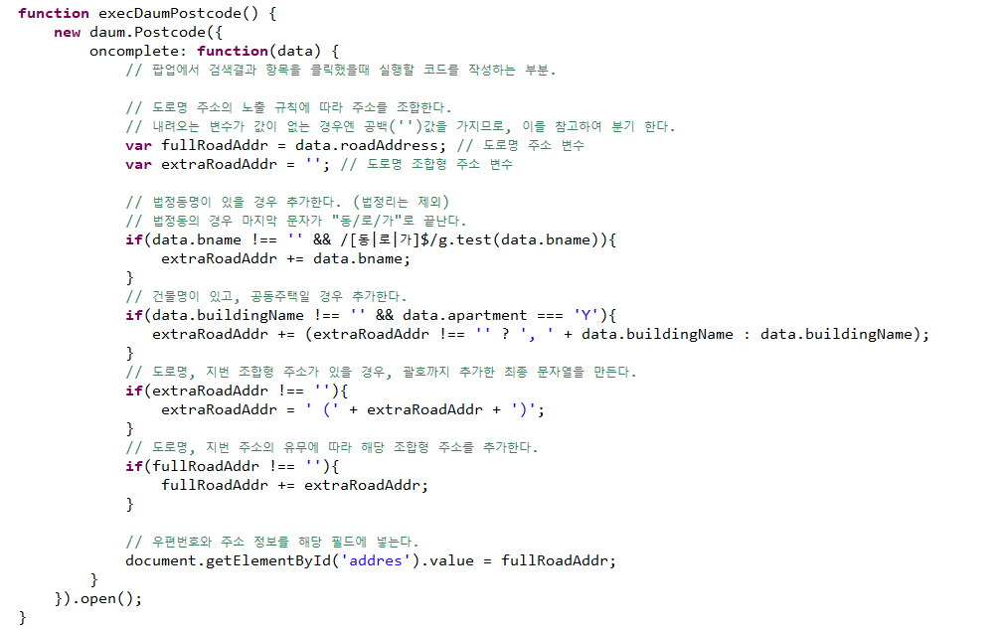 function execDaumPostcode() {
    new daum.Postcode({
        oncomplete: function(data) {
            // 팝업에서 검색결과 항목을 클릭했을때 실행할 코드를 작성하는 부분.

            // 도로명 주소의 노출 규칙에 따라 주소를 조합한다.
            // 내려오는 변수가 값이 없는 경우엔 공백('')값을 가지므로, 이를 참고하여 분기 한다.
            var fullRoadAddr = data.roadAddress; // 도로명 주소 변수
            var extraRoadAddr = ''; // 도로명 조합형 주소 변수

            // 법정동명이 있을 경우 추가한다. (법정리는 제외)
            // 법정동의 경우 마지막 문자가 "동/로/가"로 끝난다.
            if(data.bname !== '' && /[동|로|가]$/g.test(data.bname)){
                extraRoadAddr += data.bname;
            }
            // 건물명이 있고, 공동주택일 경우 추가한다.
            if(data.buildingName !== '' && data.apartment === 'Y'){
               extraRoadAddr += (extraRoadAddr !== '' ? ', ' + data.buildingName : data.buildingName);
            }
            // 도로명, 지번 조합형 주소가 있을 경우, 괄호까지 추가한 최종 문자열을 만든다.
            if(extraRoadAddr !== ''){
                extraRoadAddr = ' (' + extraRoadAddr + ')';
            }
            // 도로명, 지번 주소의 유무에 따라 해당 조합형 주소를 추가한다.
            if(fullRoadAddr !== ''){
                fullRoadAddr += extraRoadAddr;
            }

            // 우편번호와 주소 정보를 해당 필드에 넣는다.
            document.getElementById('addres').value = fullRoadAddr;
        }
    }).open();
}